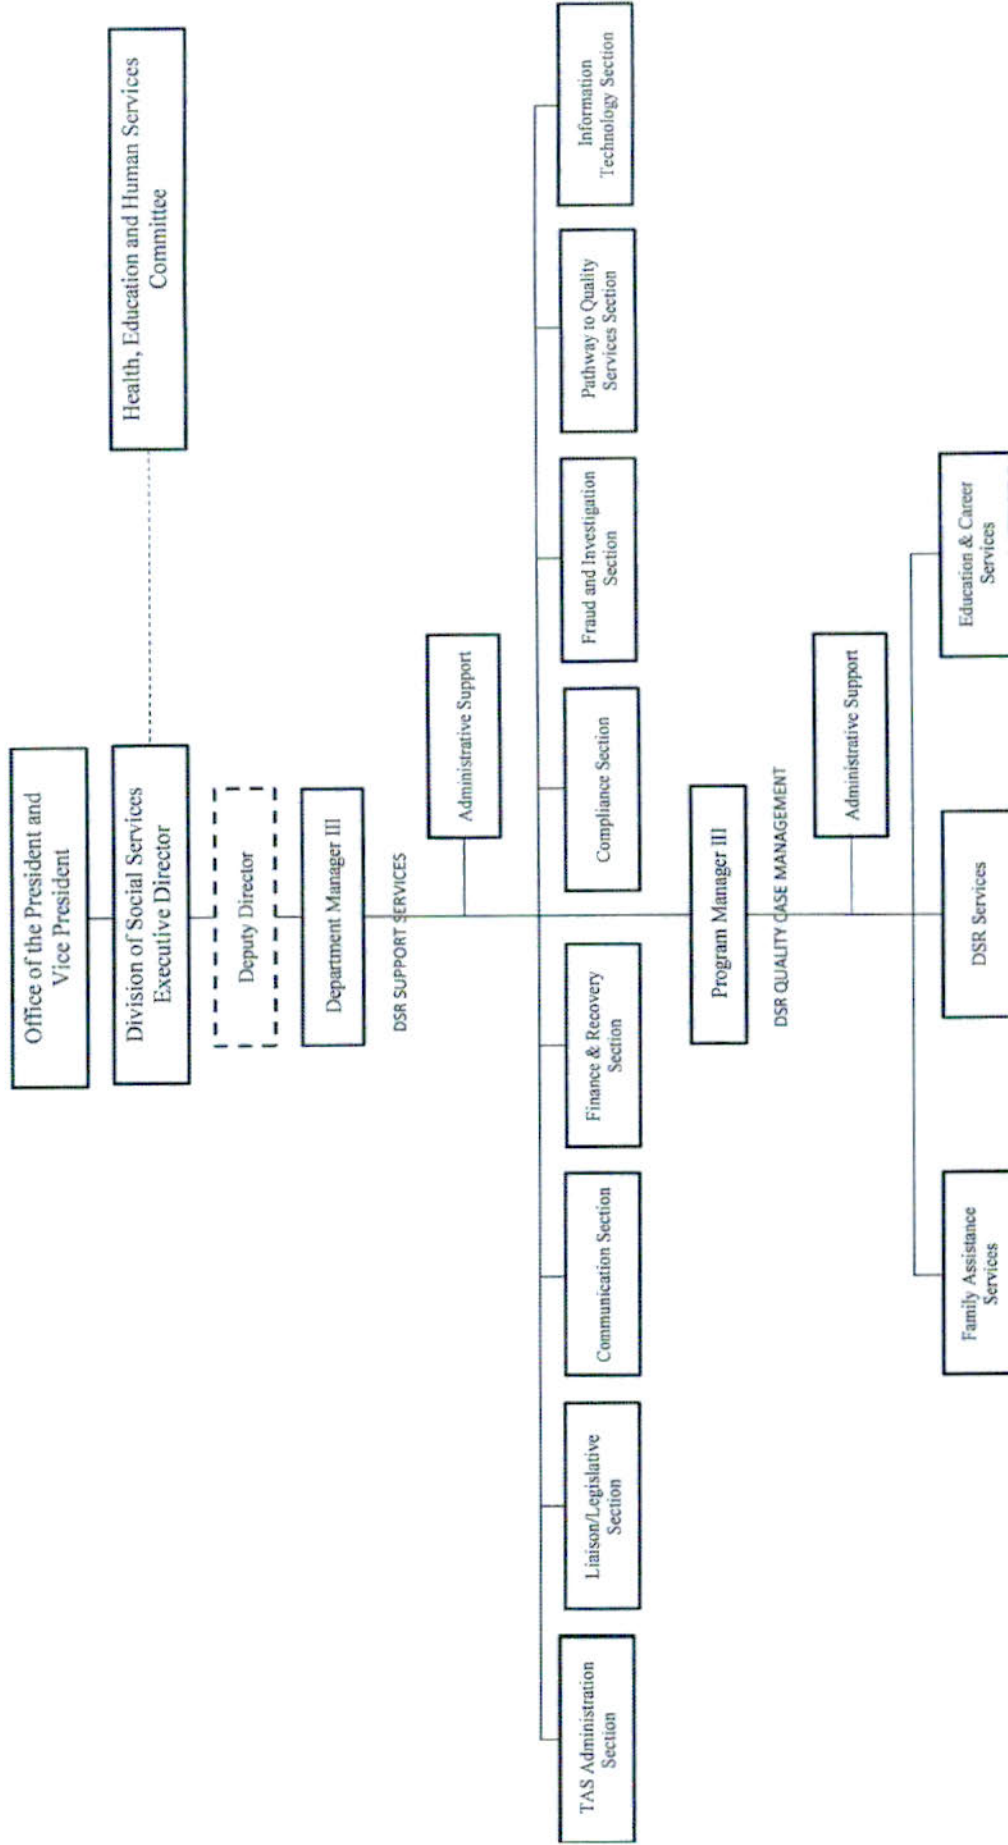 Office of the President and
Vice President
Health, Education and Human Services
Committee
Division of Social Services
Executive Director
Deputy Director
Department Manager III
DSR SUPPORT SERVICES
Administrative Support
TAS Administration
Section
Liaison/Legislative
Section
Communication Section
Finance & Recovery
Section
Compliance Section
Fraud and Investigation
Section
Pathway to Quality
Services Section
Information
Technology Section
Program Manager III
DSR QUALITY CASE MANAGEMENT
Administrative Support
Family Assistance
Services
DSR Services
Education & Career
Services